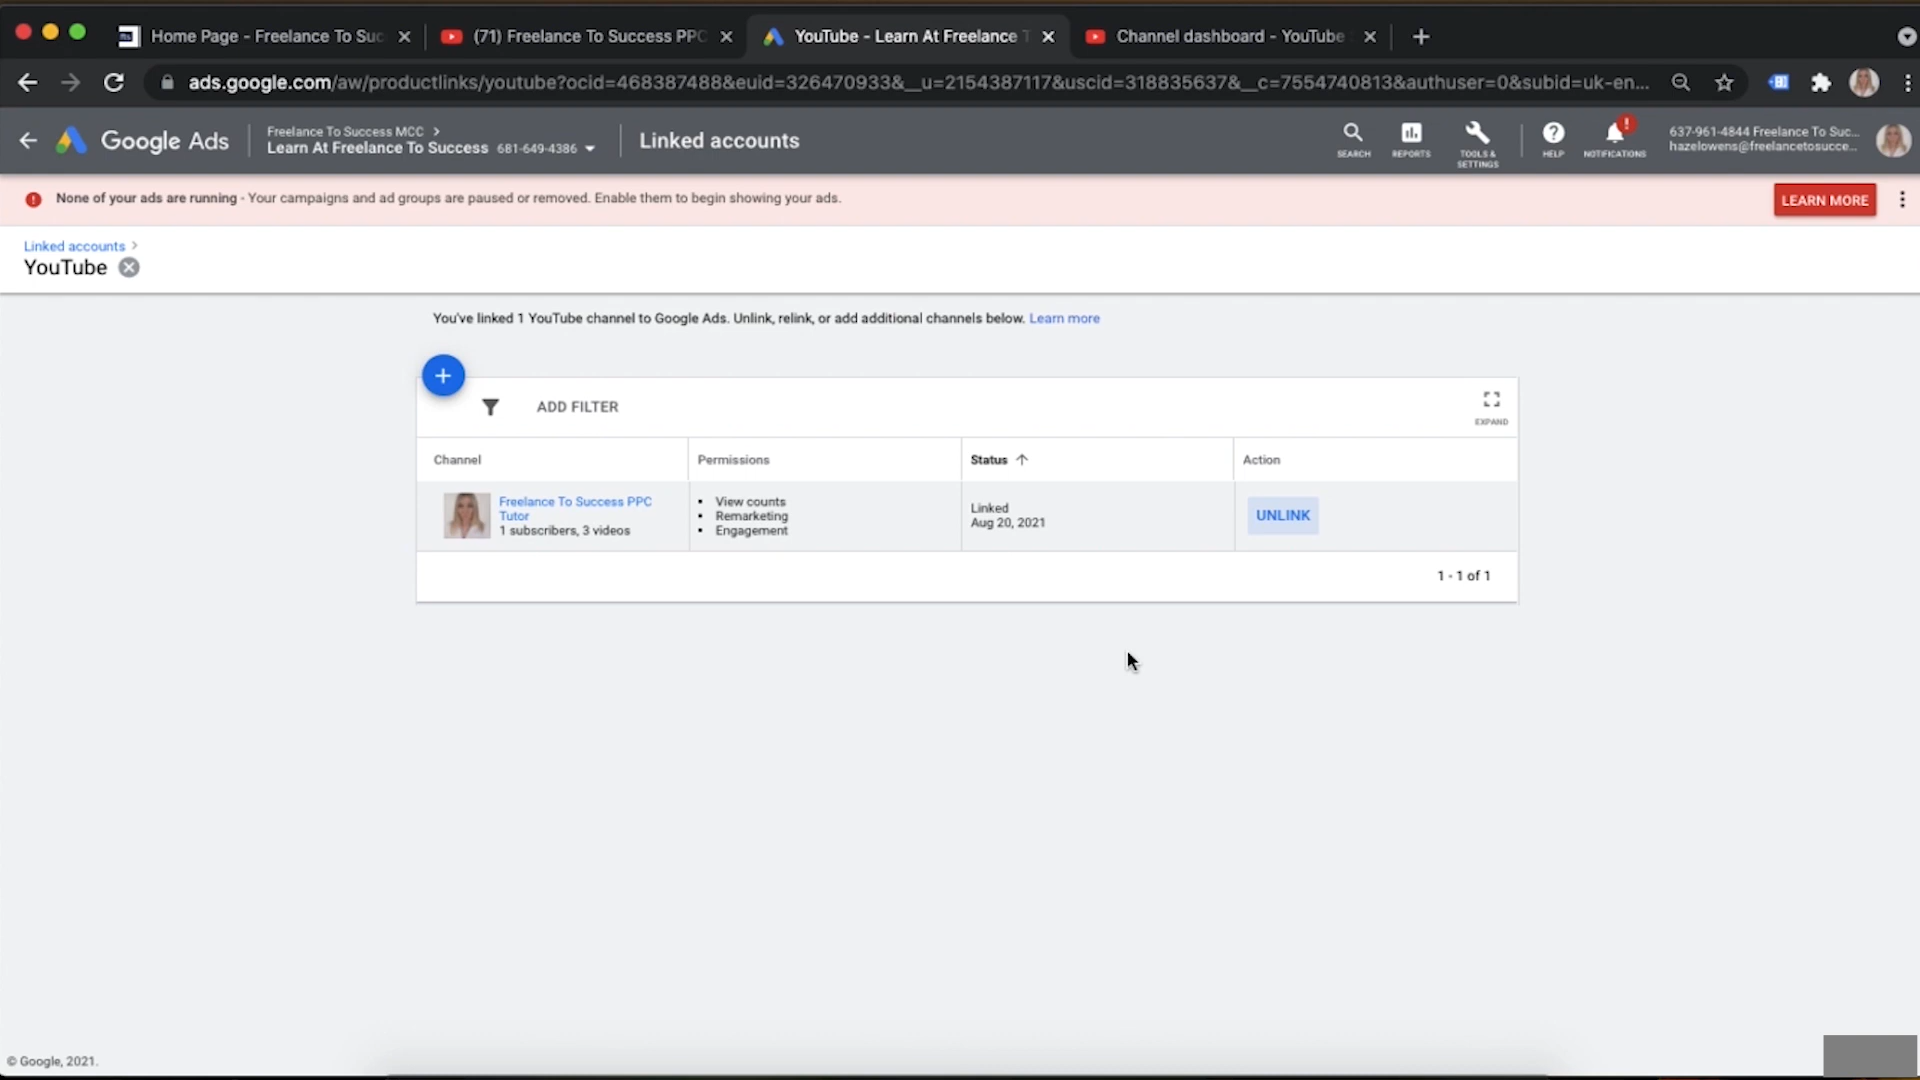 Home Page - Freelance To Suc
(71) Freelance To Success PPC
YouTube - Learn At Freelance T
Channel dashboard - YouTube S
ads.google.com/aw/productlinks/youtube?ocid=468387488&euid=326470933&__u=2154387117&uscid=318835637&__c=7554740813&authuser=0&subid=uk-en...
Google Ads
Freelance To Success MCC >
Learn At Freelance To Success 681-649-4386
Linked accounts
SEARCH
REPORTS
TOOLS &
SETTINGS
HELP
!
NOTIFICATIONS
637-961-4844 Freelance To Suc...
hazelowens@freelancetosucce...
None of your ads are running - Your campaigns and ad groups are paused or removed. Enable them to begin showing your ads.
LEARN MORE
Linked accounts >
YouTube
You've linked 1 YouTube channel to Google Ads. Unlink, relink, or add additional channels below. Learn more
ADD FILTER
EXPAND
Channel
Permissions
Status
Action
Freelance To Success PPC
Tutor
1 subscribers, 3 videos
• View counts
• Remarketing
• Engagement
Linked
Aug 20, 2021
UNLINK
1 - 1 of 1
© Google, 2021.